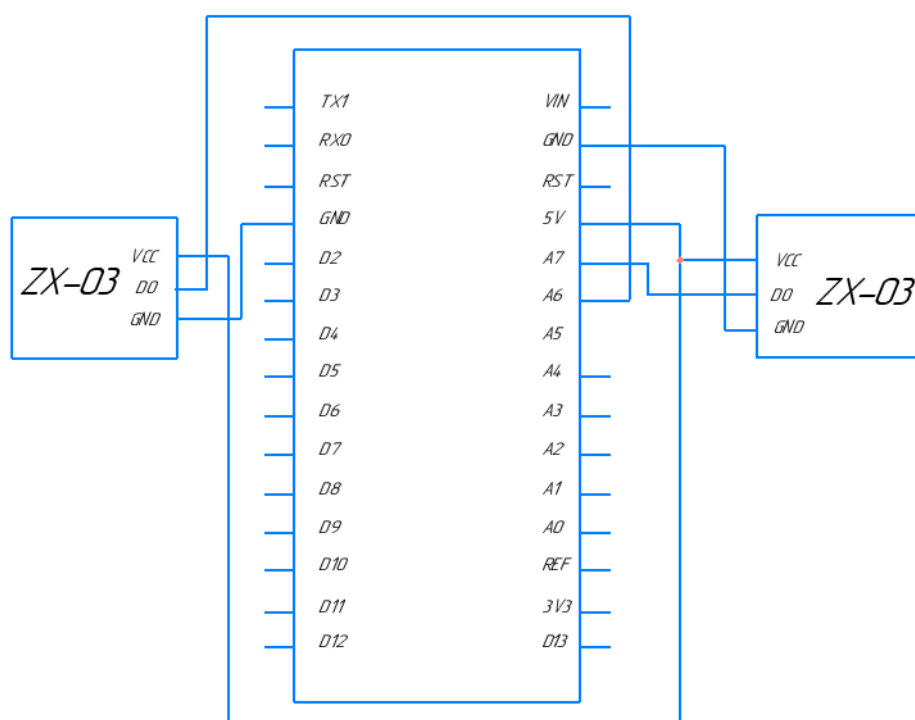 TX1
RX0
RST
GND
D2
D3
D4
D5
D6
D7
D8
D9
D10
D11
D12
VIN
GND
RST
5V
A7
A6
A5
A4
A3
A2
A1
A0
REF
3V3
D13
ZX-03
VCC
DO
GND
VCC
DO
GND
ZX-03